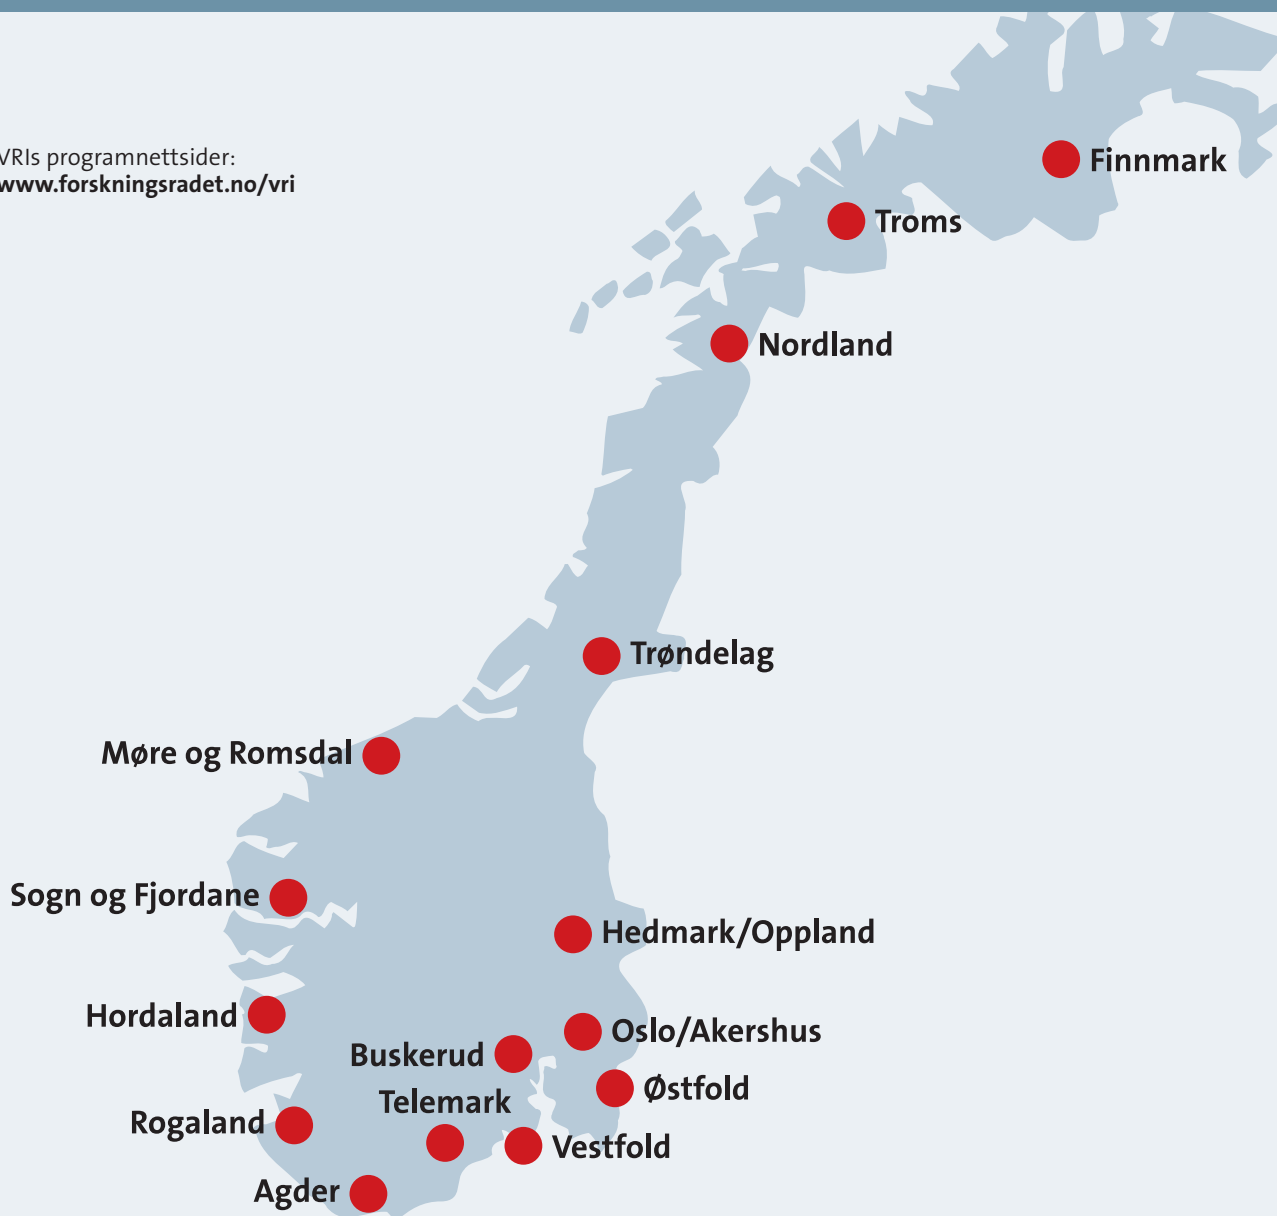 VRIs programnettsider:
www.forskningsradet.no/vri
Finnmark
Troms
Nordland
Trøndelag
Møre og Romsdal
Sogn og Fjordane
Hedmark/Oppland
Hordaland
Oslo/Akershus
Buskerud
Østfold
Telemark
Rogaland
Vestfold
Agder